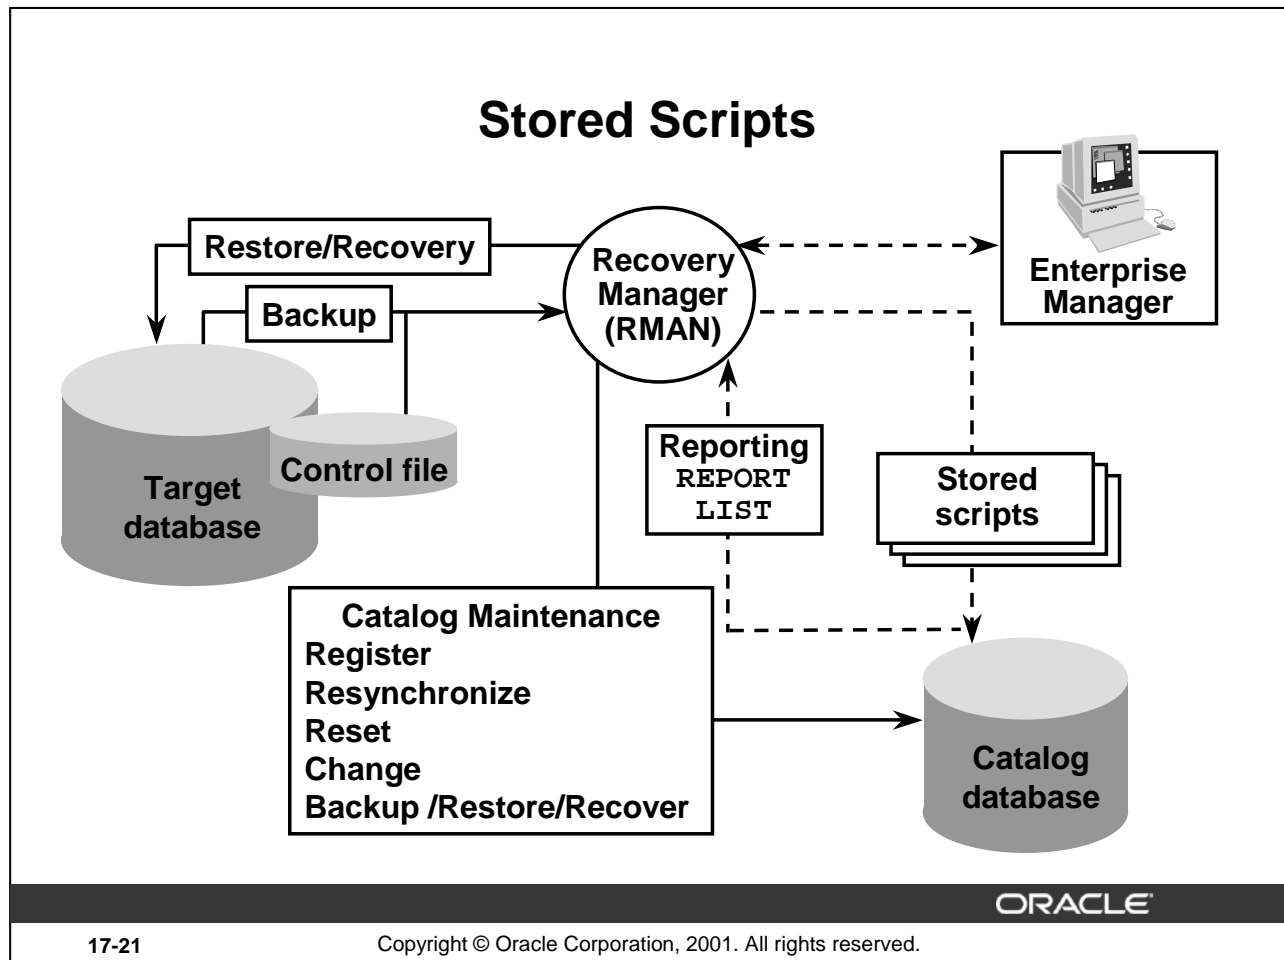 Stored Scripts
Restore/Recovery
Backup
Recovery
Manager
(RMAN)
Enterprise
Manager
Target
database
Control file
Reporting
REPORT
LIST
Stored
scripts
Catalog Maintenance
Register
Resynchronize
Reset
Change
Backup /Restore/Recover
Catalog
database
ORACLE
17-21
Copyright © Oracle Corporation, 2001. All rights reserved.